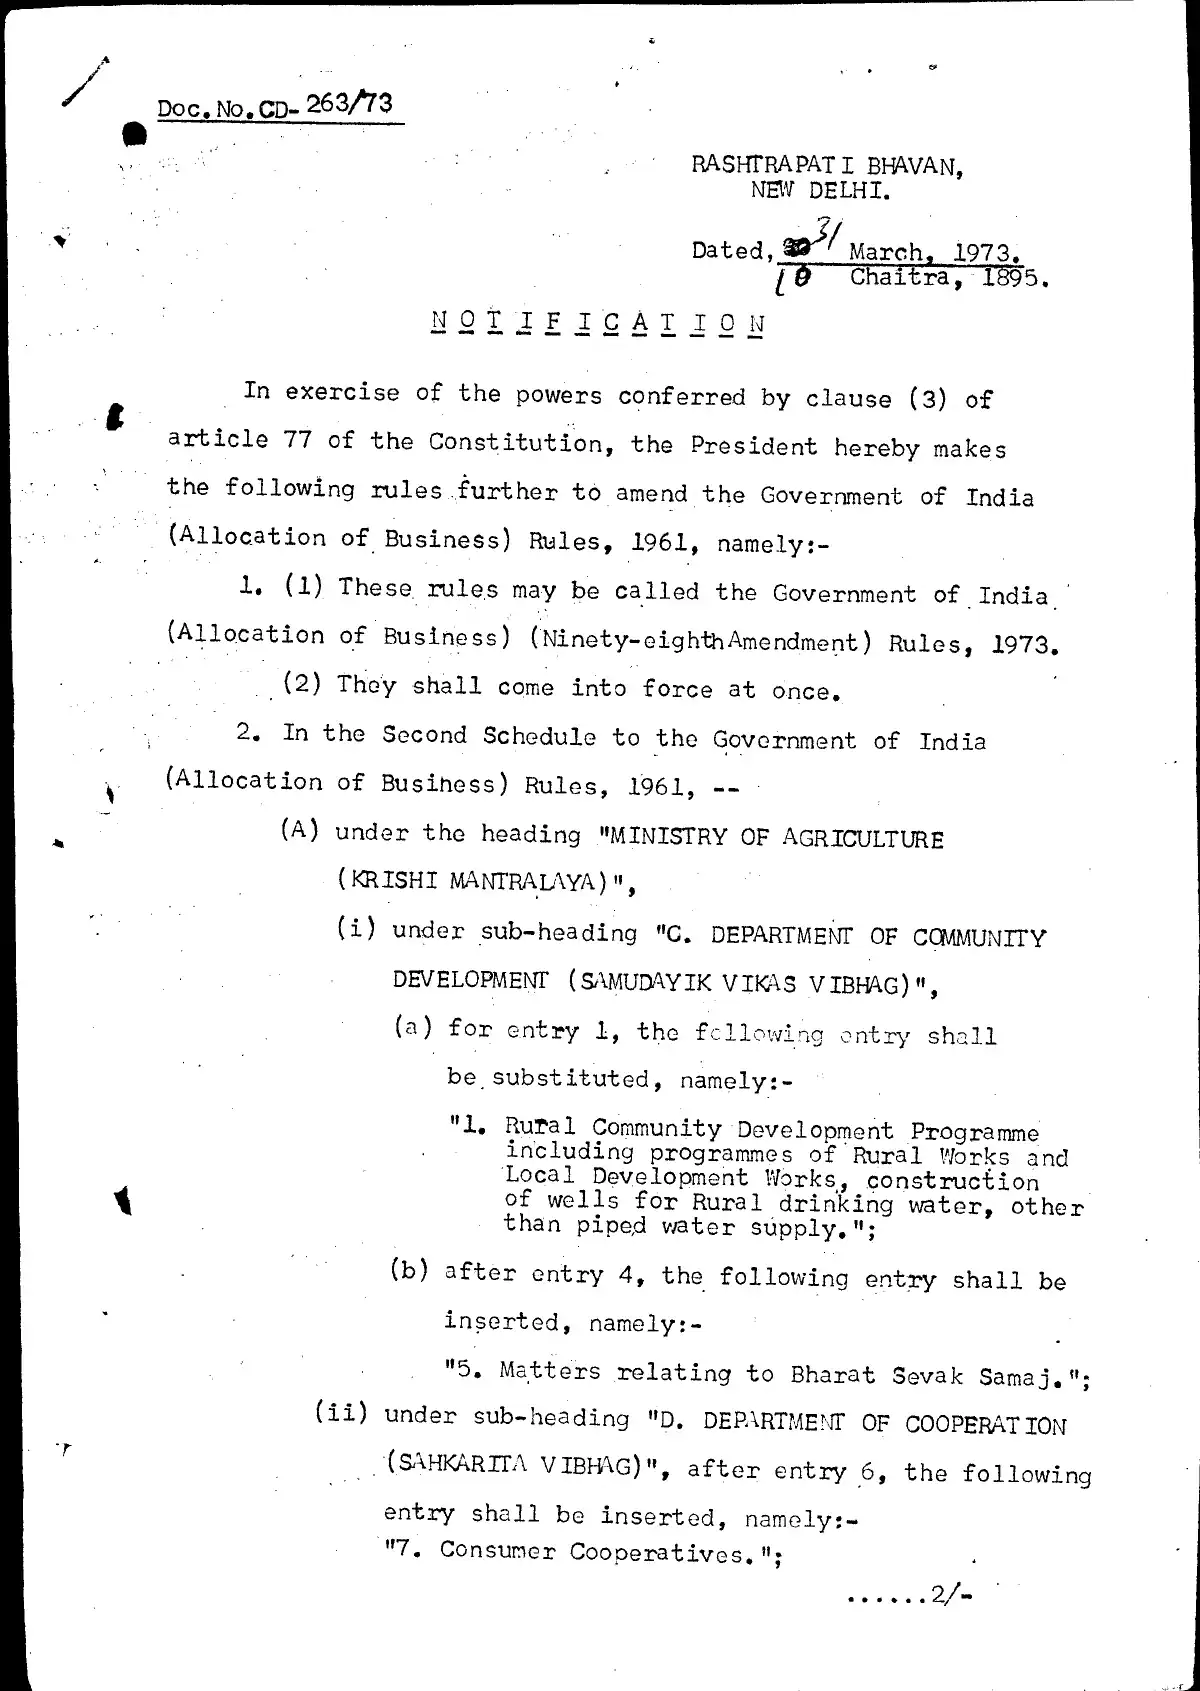 Doc.No.CD-263/73
RASHTRAPATI BHAVAN,
NEW DELHI.
Dated, 31 March, 1973.
10 Chaitra, 1895.
NOTIFICATION
In exercise of the powers conferred by clause (3) of
article 77 of the Constitution, the President hereby makes
the following rules further to amend the Government of India
(Allocation of Business) Rules, 1961, namely:-
1. (1) These rules may be called the Government of India
(Allocation of Business) (Ninety-eighth Amendment) Rules, 1973.
(2) They shall come into force at once.
2. In the Second Schedule to the Government of India
(Allocation of Business) Rules, 1961, --
(A) under the heading "MINISTRY OF AGRICULTURE
(KRISHI MANTRALAYA)",
(i) under sub-heading "C. DEPARTMENT OF COMMUNITY
DEVELOPMENT (SAMUDAYIK VIKAS VIBHAG)",
(a) for entry 1, the following entry shall
be substituted, namely:-
"1. Rural Community Development Programme
including programmes of Rural Works and
Local Development Works, construction
of wells for Rural drinking water, other
than piped water supply.";
(b) after entry 4, the following entry shall be
inserted, namely:-
"5. Matters relating to Bharat Sevak Samaj.";
(ii) under sub-heading "D. DEPARTMENT OF COOPERATION
(SAHKARITA VIBHAG)", after entry 6, the following
entry shall be inserted, namely:-
"7. Consumer Cooperatives.";
......2/-